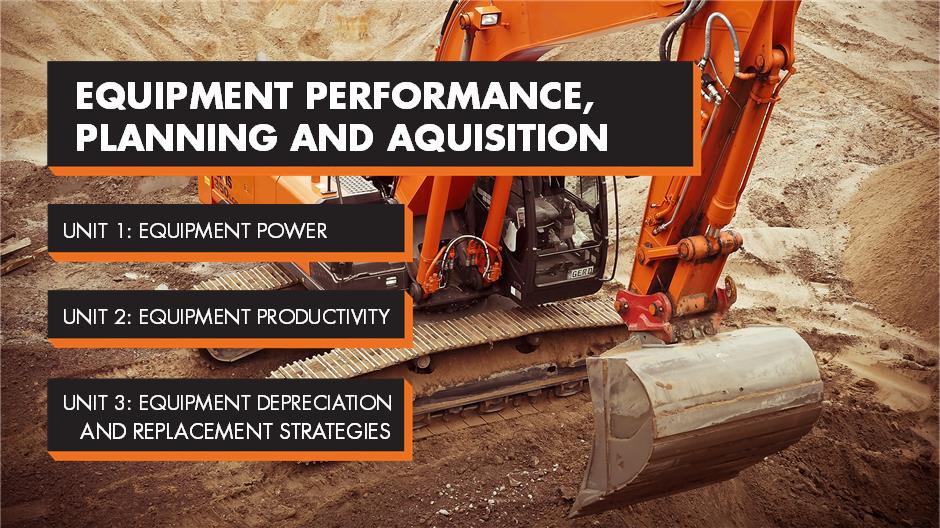 EQUIPMENT PERFORMANCE,
PLANNING AND AQUISITION
UNIT 1: EQUIPMENT POWER
UNIT 2: EQUIPMENT PRODUCTIVITY
UNIT 3: EQUIPMENT DEPRECIATION
AND REPLACEMENT STRATEGIES
GERD